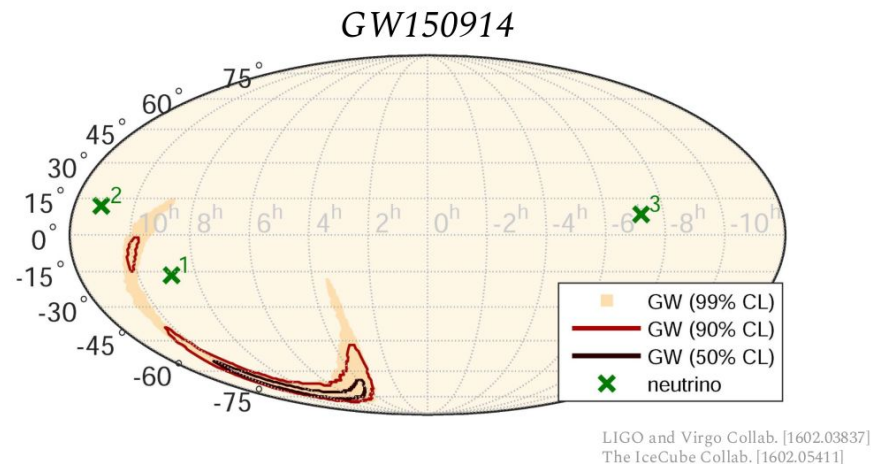 GW150914
75°
60°
45°
30°
15°
0°
-15°
-30°
-45°
-60°
-75°
10h 8h 6h 4h 2h 0h -2h -4h -6h -8h -10h
2
3
1
GW (99% CL)
GW (90% CL)
GW (50% CL)
neutrino
LIGO and Virgo Collab. [1602.03837]
The IceCube Collab. [1602.05411]